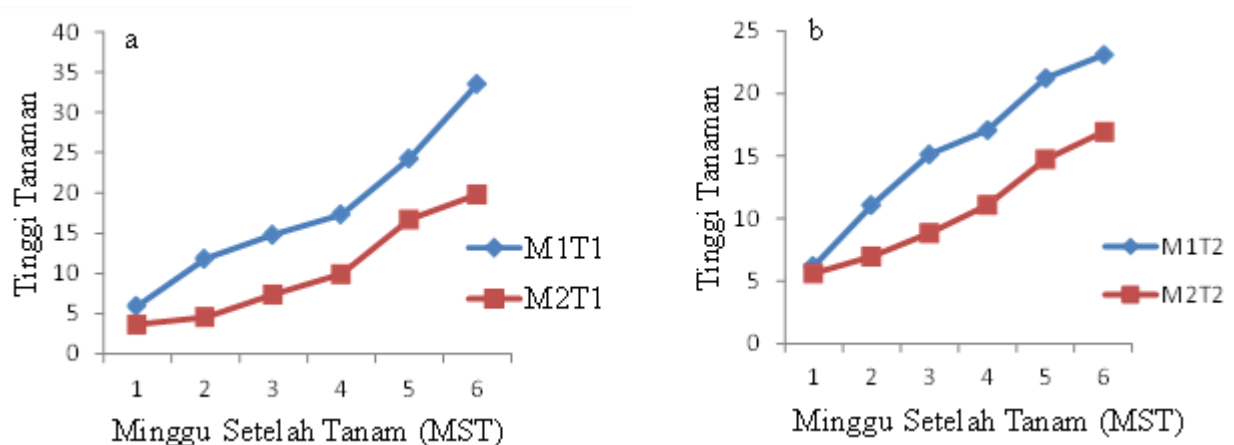 a
40
35
30
25
20
15
10
5
0
Tinggi Tanaman
1 2 3 4 5 6
Minggu Setelah Tanam (MST)
M1T1
M2T1
b
25
20
15
10
5
0
Tinggi Tanaman
1 2 3 4 5 6
Minggu Setelah Tanam (MST)
M1T2
M2T2